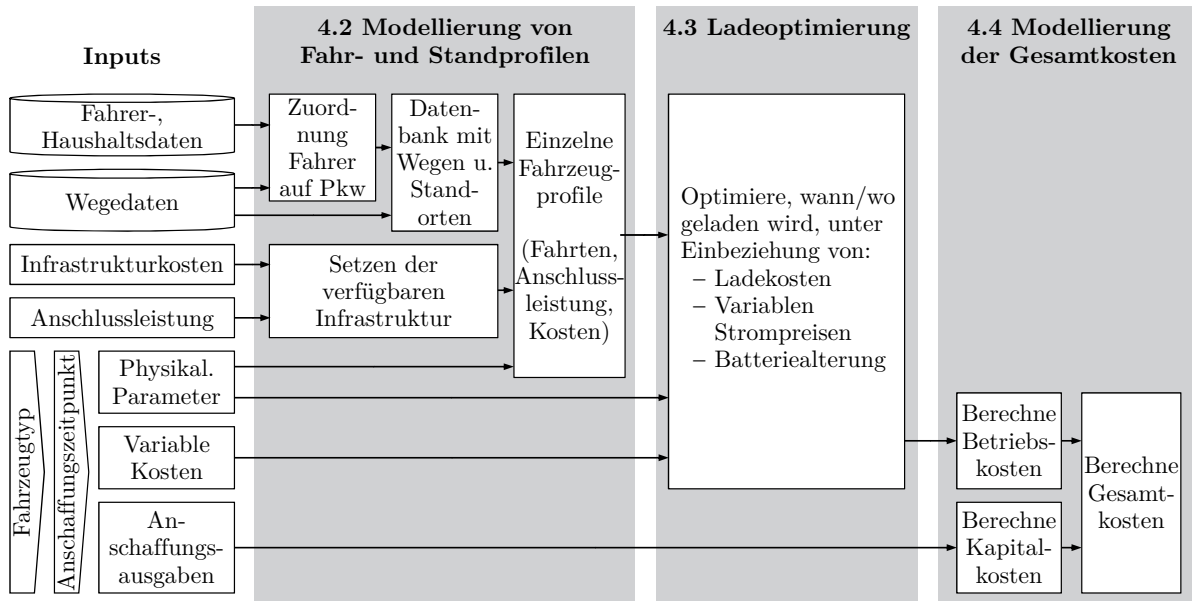 Inputs
Fahrer-,
Haushaltsdaten
Wegedaten
Infrastrukturkosten
Anschlussleistung
Fahrzeugtyp
Anschaffungszeitpunkt
Physikal.
Parameter
Variable
Kosten
An-
schaffungs-
ausgaben
4.2 Modellierung von
Fahr- und Standprofilen
Zuord-
nung
Fahrer
auf Pkw
Daten-
bank mit
Wegen u.
Stand-
orten
Setzen der
verfügbaren
Infrastruktur
Einzelne
Fahrzeug-
profile
(Fahrten,
Anschluss-
leistung,
Kosten)
4.3 Ladeoptimierung
Optimiere, wann/wo
geladen wird, unter
Einbeziehung von:
– Ladekosten
– Variablen
Strompreisen
– Batteriealterung
4.4 Modellierung
der Gesamtkosten
Berechne
Betriebs-
kosten
Berechne
Kapital-
kosten
Berechne
Gesamt-
kosten